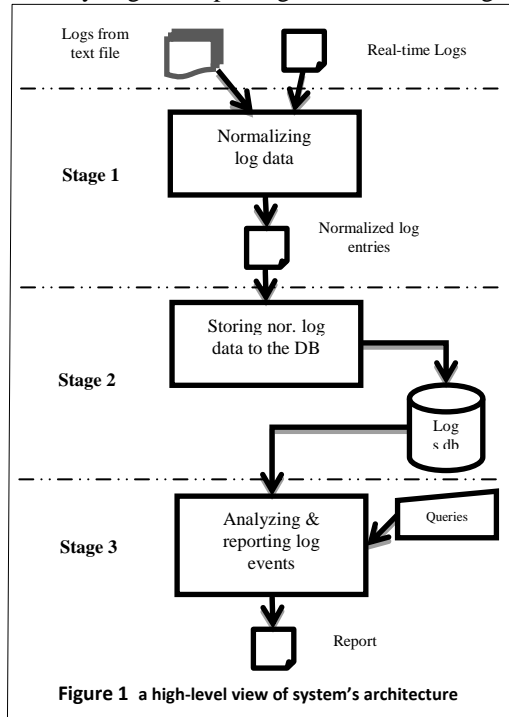 Logs from
text file
Real-time Logs
Normalizing
log data
Stage 1
Normalized log
entries
Storing nor. log
data to the DB
Stage 2
Log
s db
Analyzing &
reporting log
events
Queries
Stage 3
Report
Figure 1 a high-level view of system's architecture